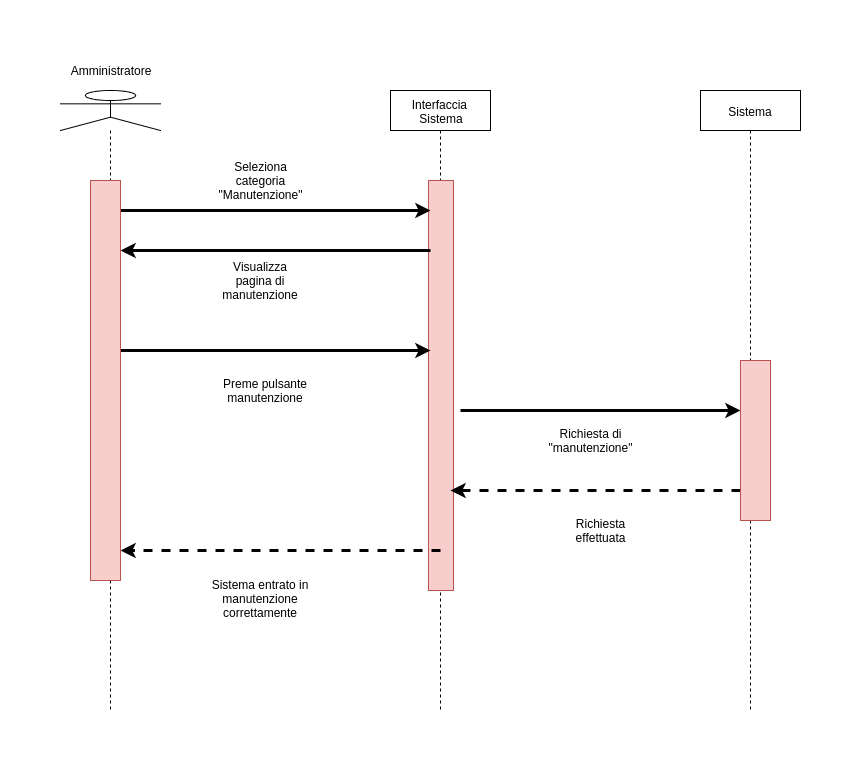 Amministratore
Interfaccia
Sistema
Sistema
Seleziona
categoria
"Manutenzione"
Visualizza
pagina di
manutenzione
Preme pulsante
manutenzione
Richiesta di
"manutenzione"
Richiesta
effettuata
Sistema entrato in
manutenzione
correttamente